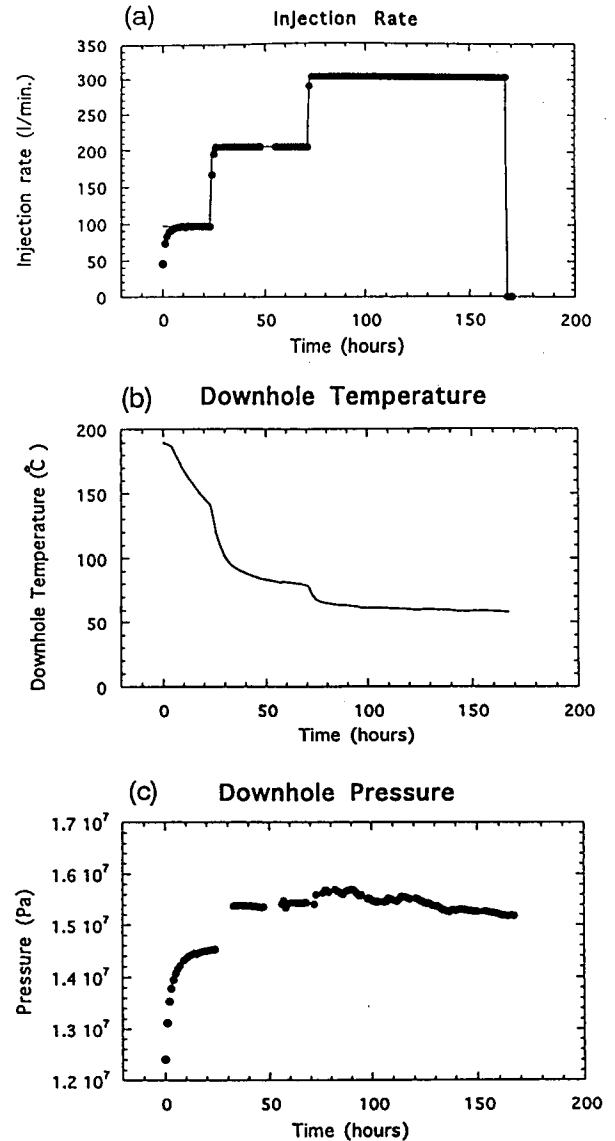 (a) Injection Rate
Injection rate (l/min.)
350
300
250
200
150
100
50
0
0 50 100 150 200
Time (hours)
(b) Downhole Temperature
Downhole Temperature (°C)
200
150
100
50
0
0 50 100 150 200
Time (hours)
(c) Downhole Pressure
Pressure (Pa)
1.7 10⁷
1.6 10⁷
1.5 10⁷
1.4 10⁷
1.3 10⁷
1.2 10⁷
0 50 100 150 200
Time (hours)